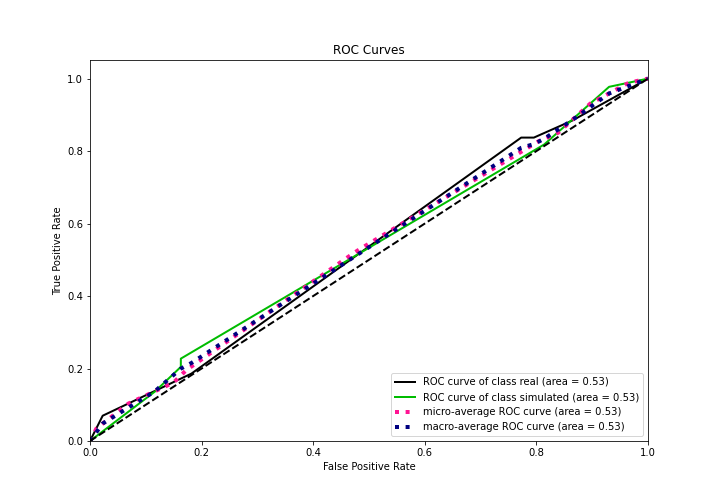 ROC Curves
True Positive Rate
1.0
0.8
0.6
0.4
0.2
0.0
0.0 0.2 0.4 0.6 0.8 1.0
False Positive Rate
ROC curve of class real (area = 0.53)
ROC curve of class simulated (area = 0.53)
micro-average ROC curve (area = 0.53)
macro-average ROC curve (area = 0.53)